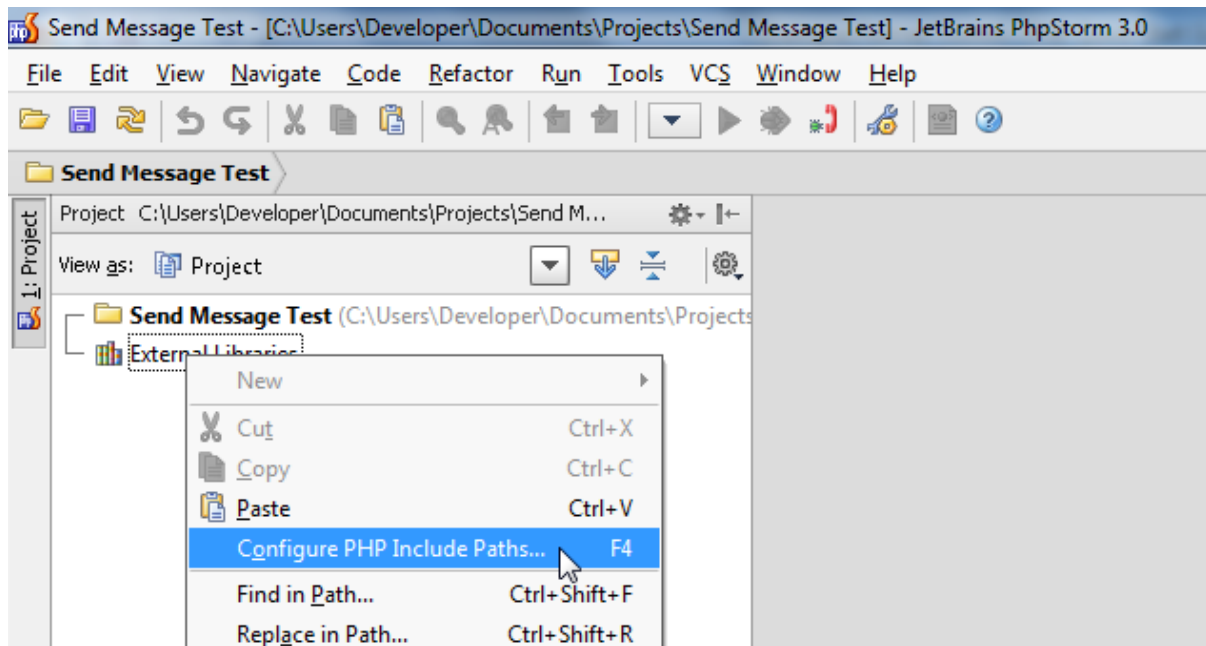 Send Message Test - [C:\Users\Developer\Documents\Projects\Send Message Test] - JetBrains PhpStorm 3.0
File Edit View Navigate Code Refactor Run Tools VCS Window Help
Send Message Test
1: Project
Project C:\Users\Developer\Documents\Projects\Send M...
View as: Project
Send Message Test (C:\Users\Developer\Documents\Projects
External Libraries
New
Cut Ctrl+X
Copy Ctrl+C
Paste Ctrl+V
Configure PHP Include Paths... F4
Find in Path... Ctrl+Shift+F
Replace in Path... Ctrl+Shift+R